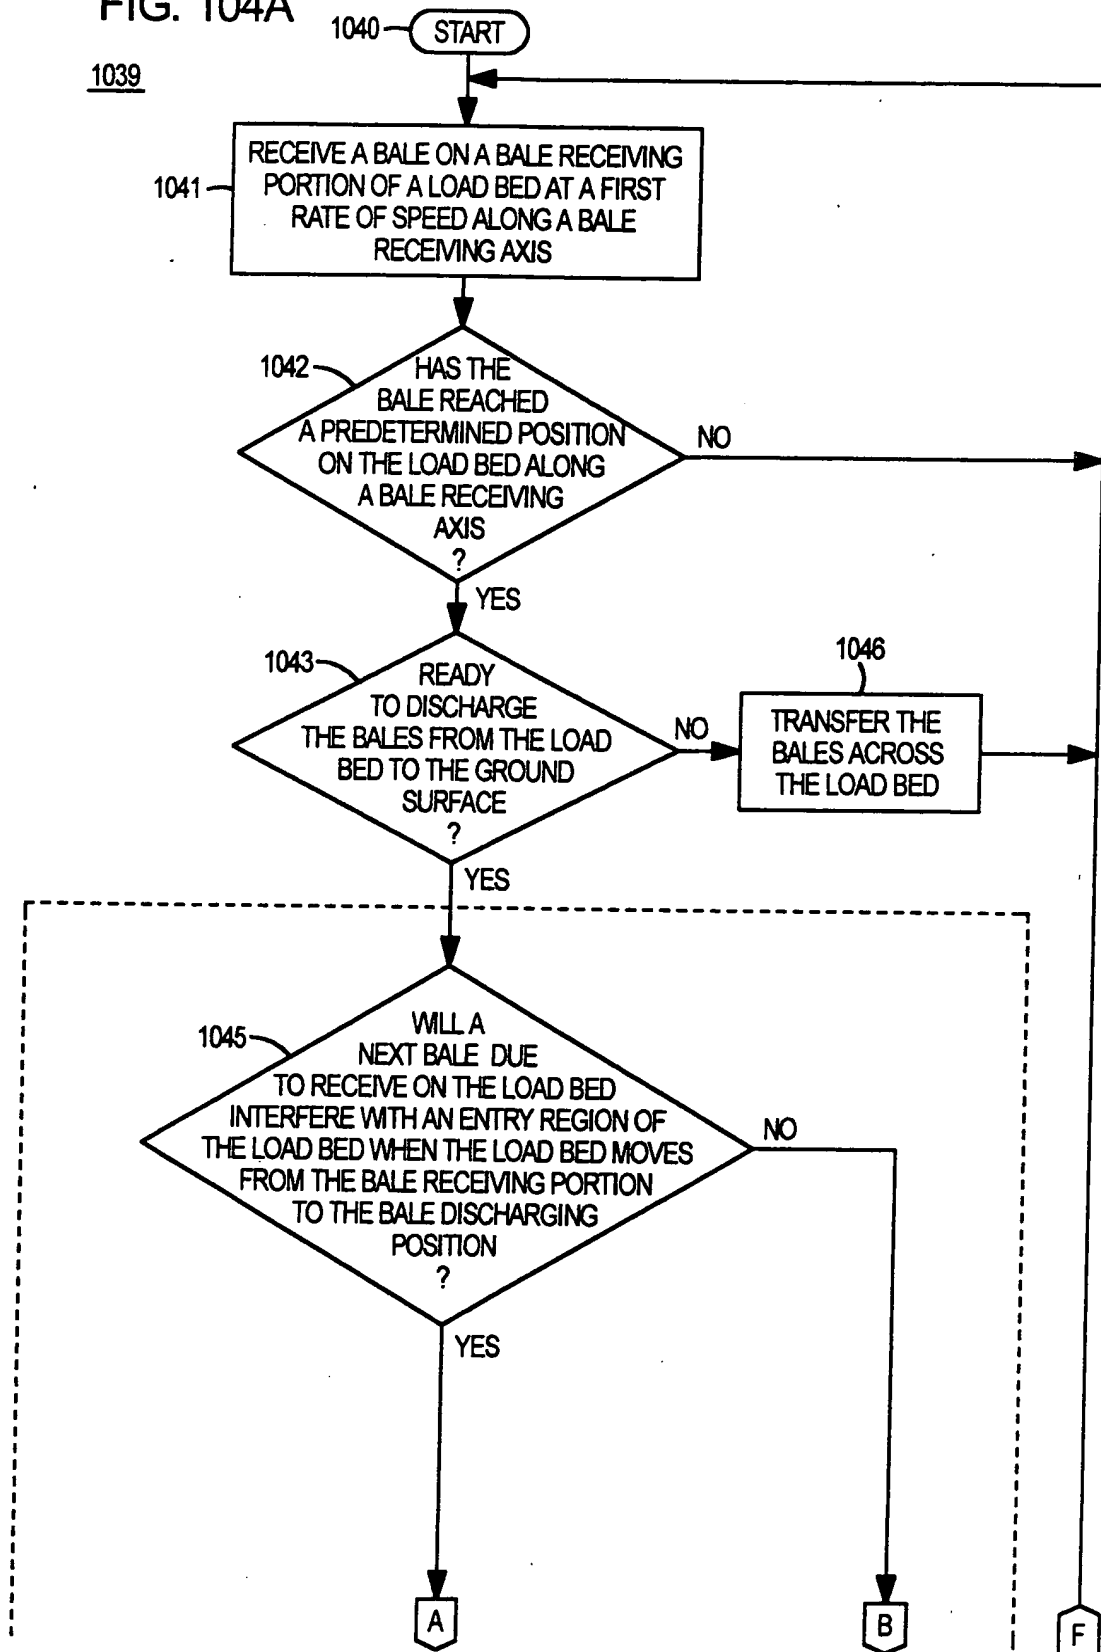 FIG. 104A
1039
1040
START
1041
RECEIVE A BALE ON A BALE RECEIVING
PORTION OF A LOAD BED AT A FIRST
RATE OF SPEED ALONG A BALE
RECEIVING AXIS
1042
HAS THE
BALE REACHED
A PREDETERMINED POSITION
ON THE LOAD BED ALONG
A BALE RECEIVING
AXIS
?
NO
YES
1043
READY
TO DISCHARGE
THE BALES FROM THE LOAD
BED TO THE GROUND
SURFACE
?
NO
1046
TRANSFER THE
BALES ACROSS
THE LOAD BED
YES
1045
WILL A
NEXT BALE DUE
TO RECEIVE ON THE LOAD BED
INTERFERE WITH AN ENTRY REGION OF
THE LOAD BED WHEN THE LOAD BED MOVES
FROM THE BALE RECEIVING PORTION
TO THE BALE DISCHARGING
POSITION
?
NO
YES
A
B
F